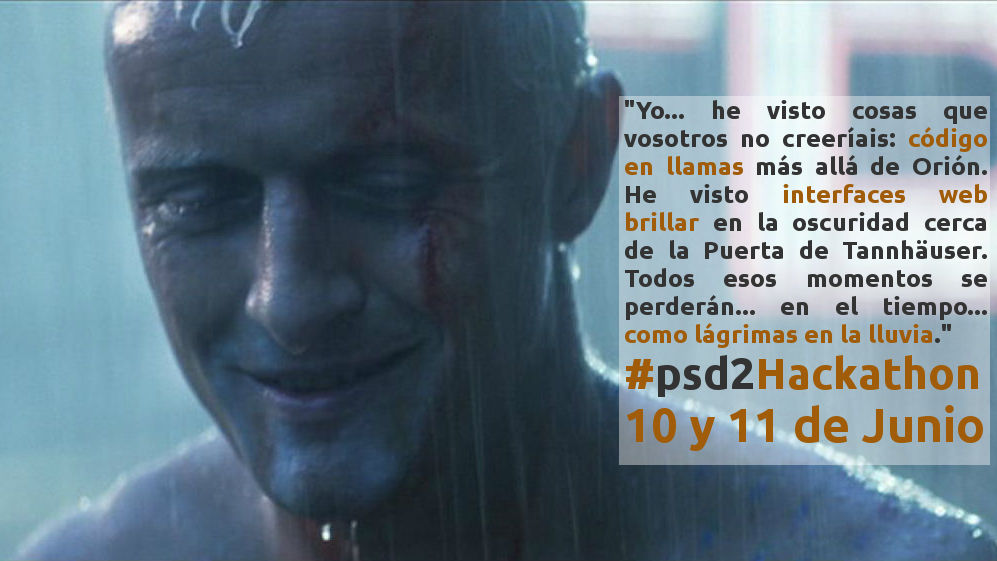 "Yo... he visto cosas que
vosotros no creeríais: código
en llamas más allá de Orión.
He visto interfaces web
brillar en la oscuridad cerca
de la Puerta de Tannhäuser.
Todos esos momentos se
perderán... en el tiempo...
como lágrimas en la lluvia."
#psd2Hackathon
10 y 11 de Junio